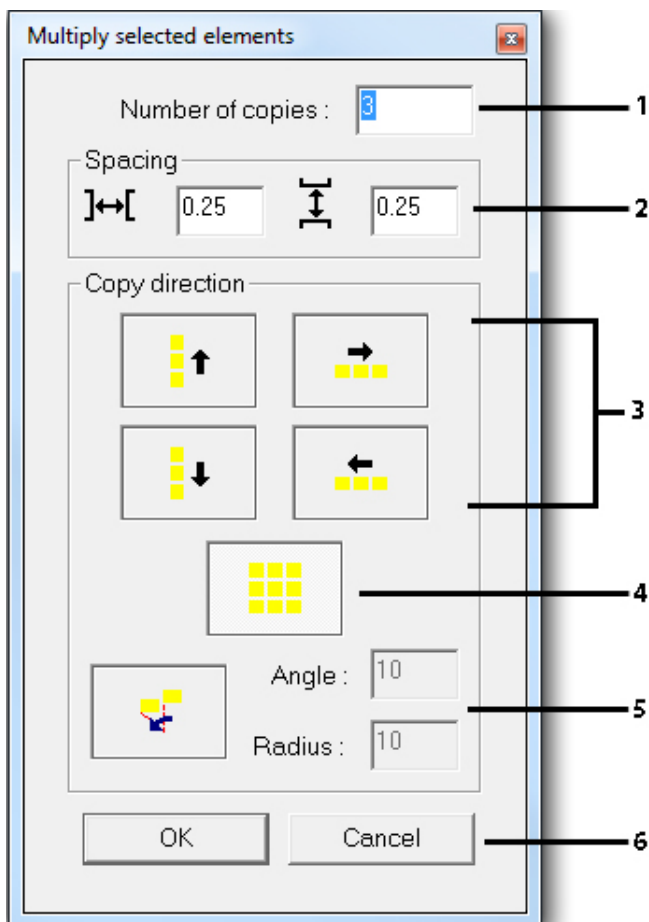 Multiply selected elements
Number of copies : 3 1
Spacing
0.25 0.25 2
Copy direction
3
4
Angle : 10
5
Radius : 10
OK Cancel 6